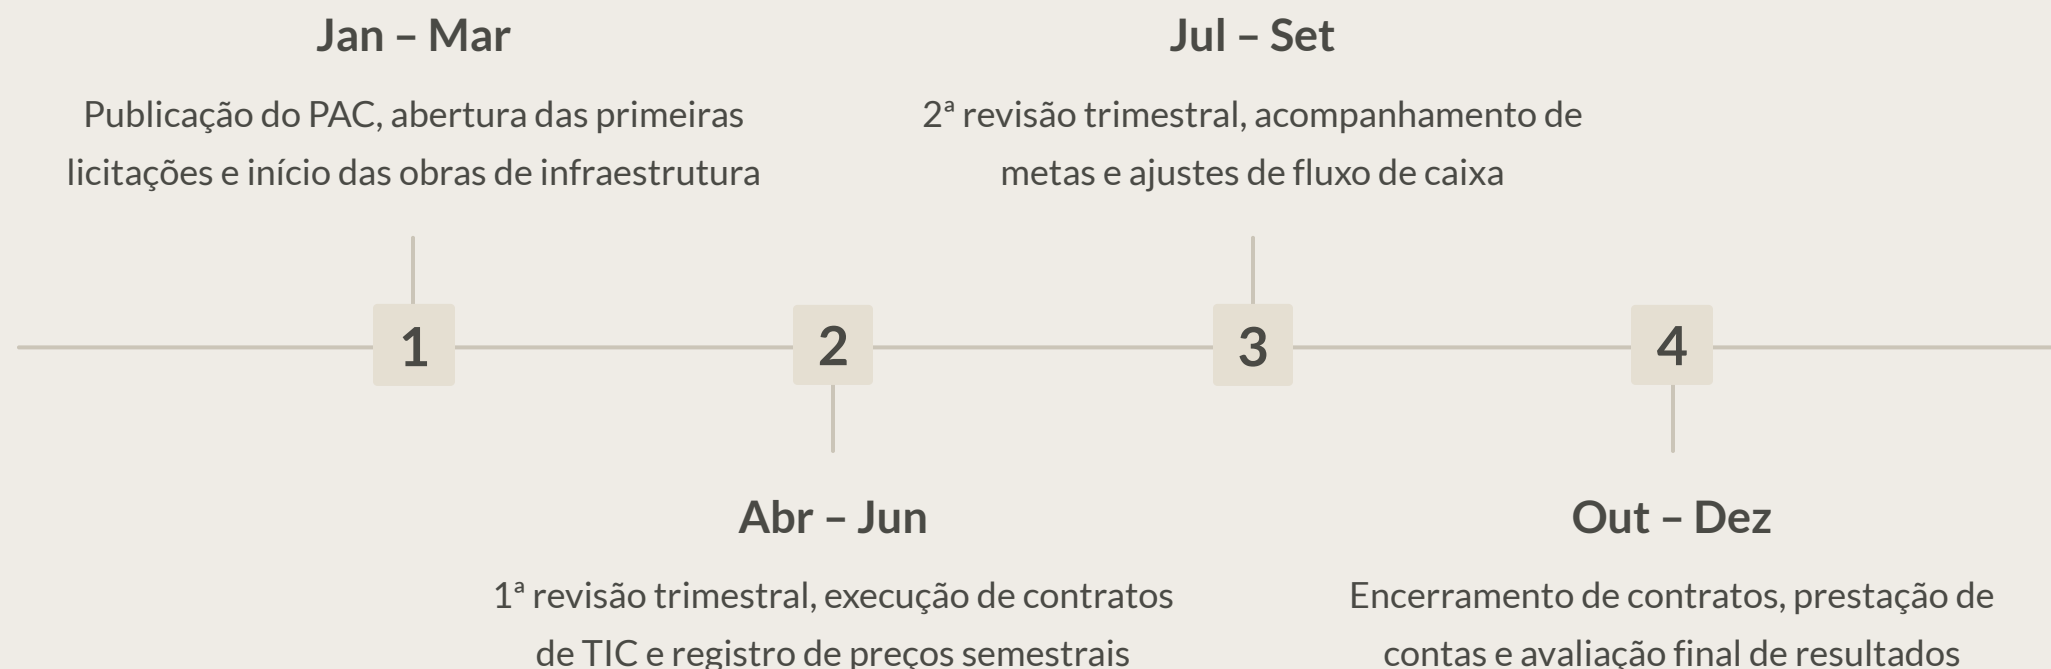 Jan – Mar
Publicação do PAC, abertura das primeiras
licitações e início das obras de infraestrutura
Jul – Set
2ª revisão trimestral, acompanhamento de
metas e ajustes de fluxo de caixa
1
2
3
4
Abr – Jun
1ª revisão trimestral, execução de contratos
de TIC e registro de preços semestrais
Out – Dez
Encerramento de contratos, prestação de
contas e avaliação final de resultados